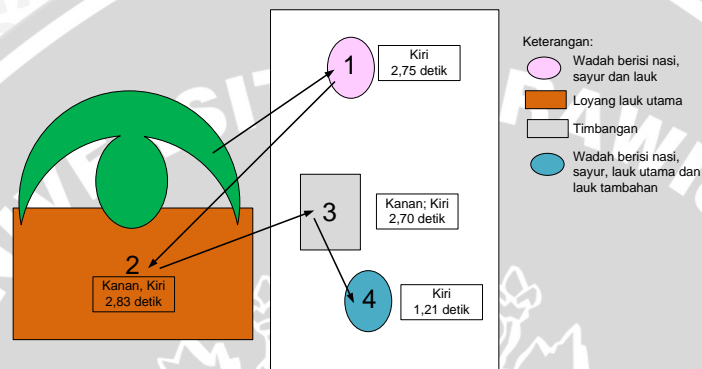 1
Kiri
2,75 detik
2
Kanan, Kiri
2,83 detik
3
Kanan; Kiri
2,70 detik
4
Kiri
1,21 detik
Keterangan:
Wadah berisi nasi,
sayur dan lauk
Loyang lauk utama
Timbangan
Wadah berisi nasi,
sayur, lauk utama dan
lauk tambahan